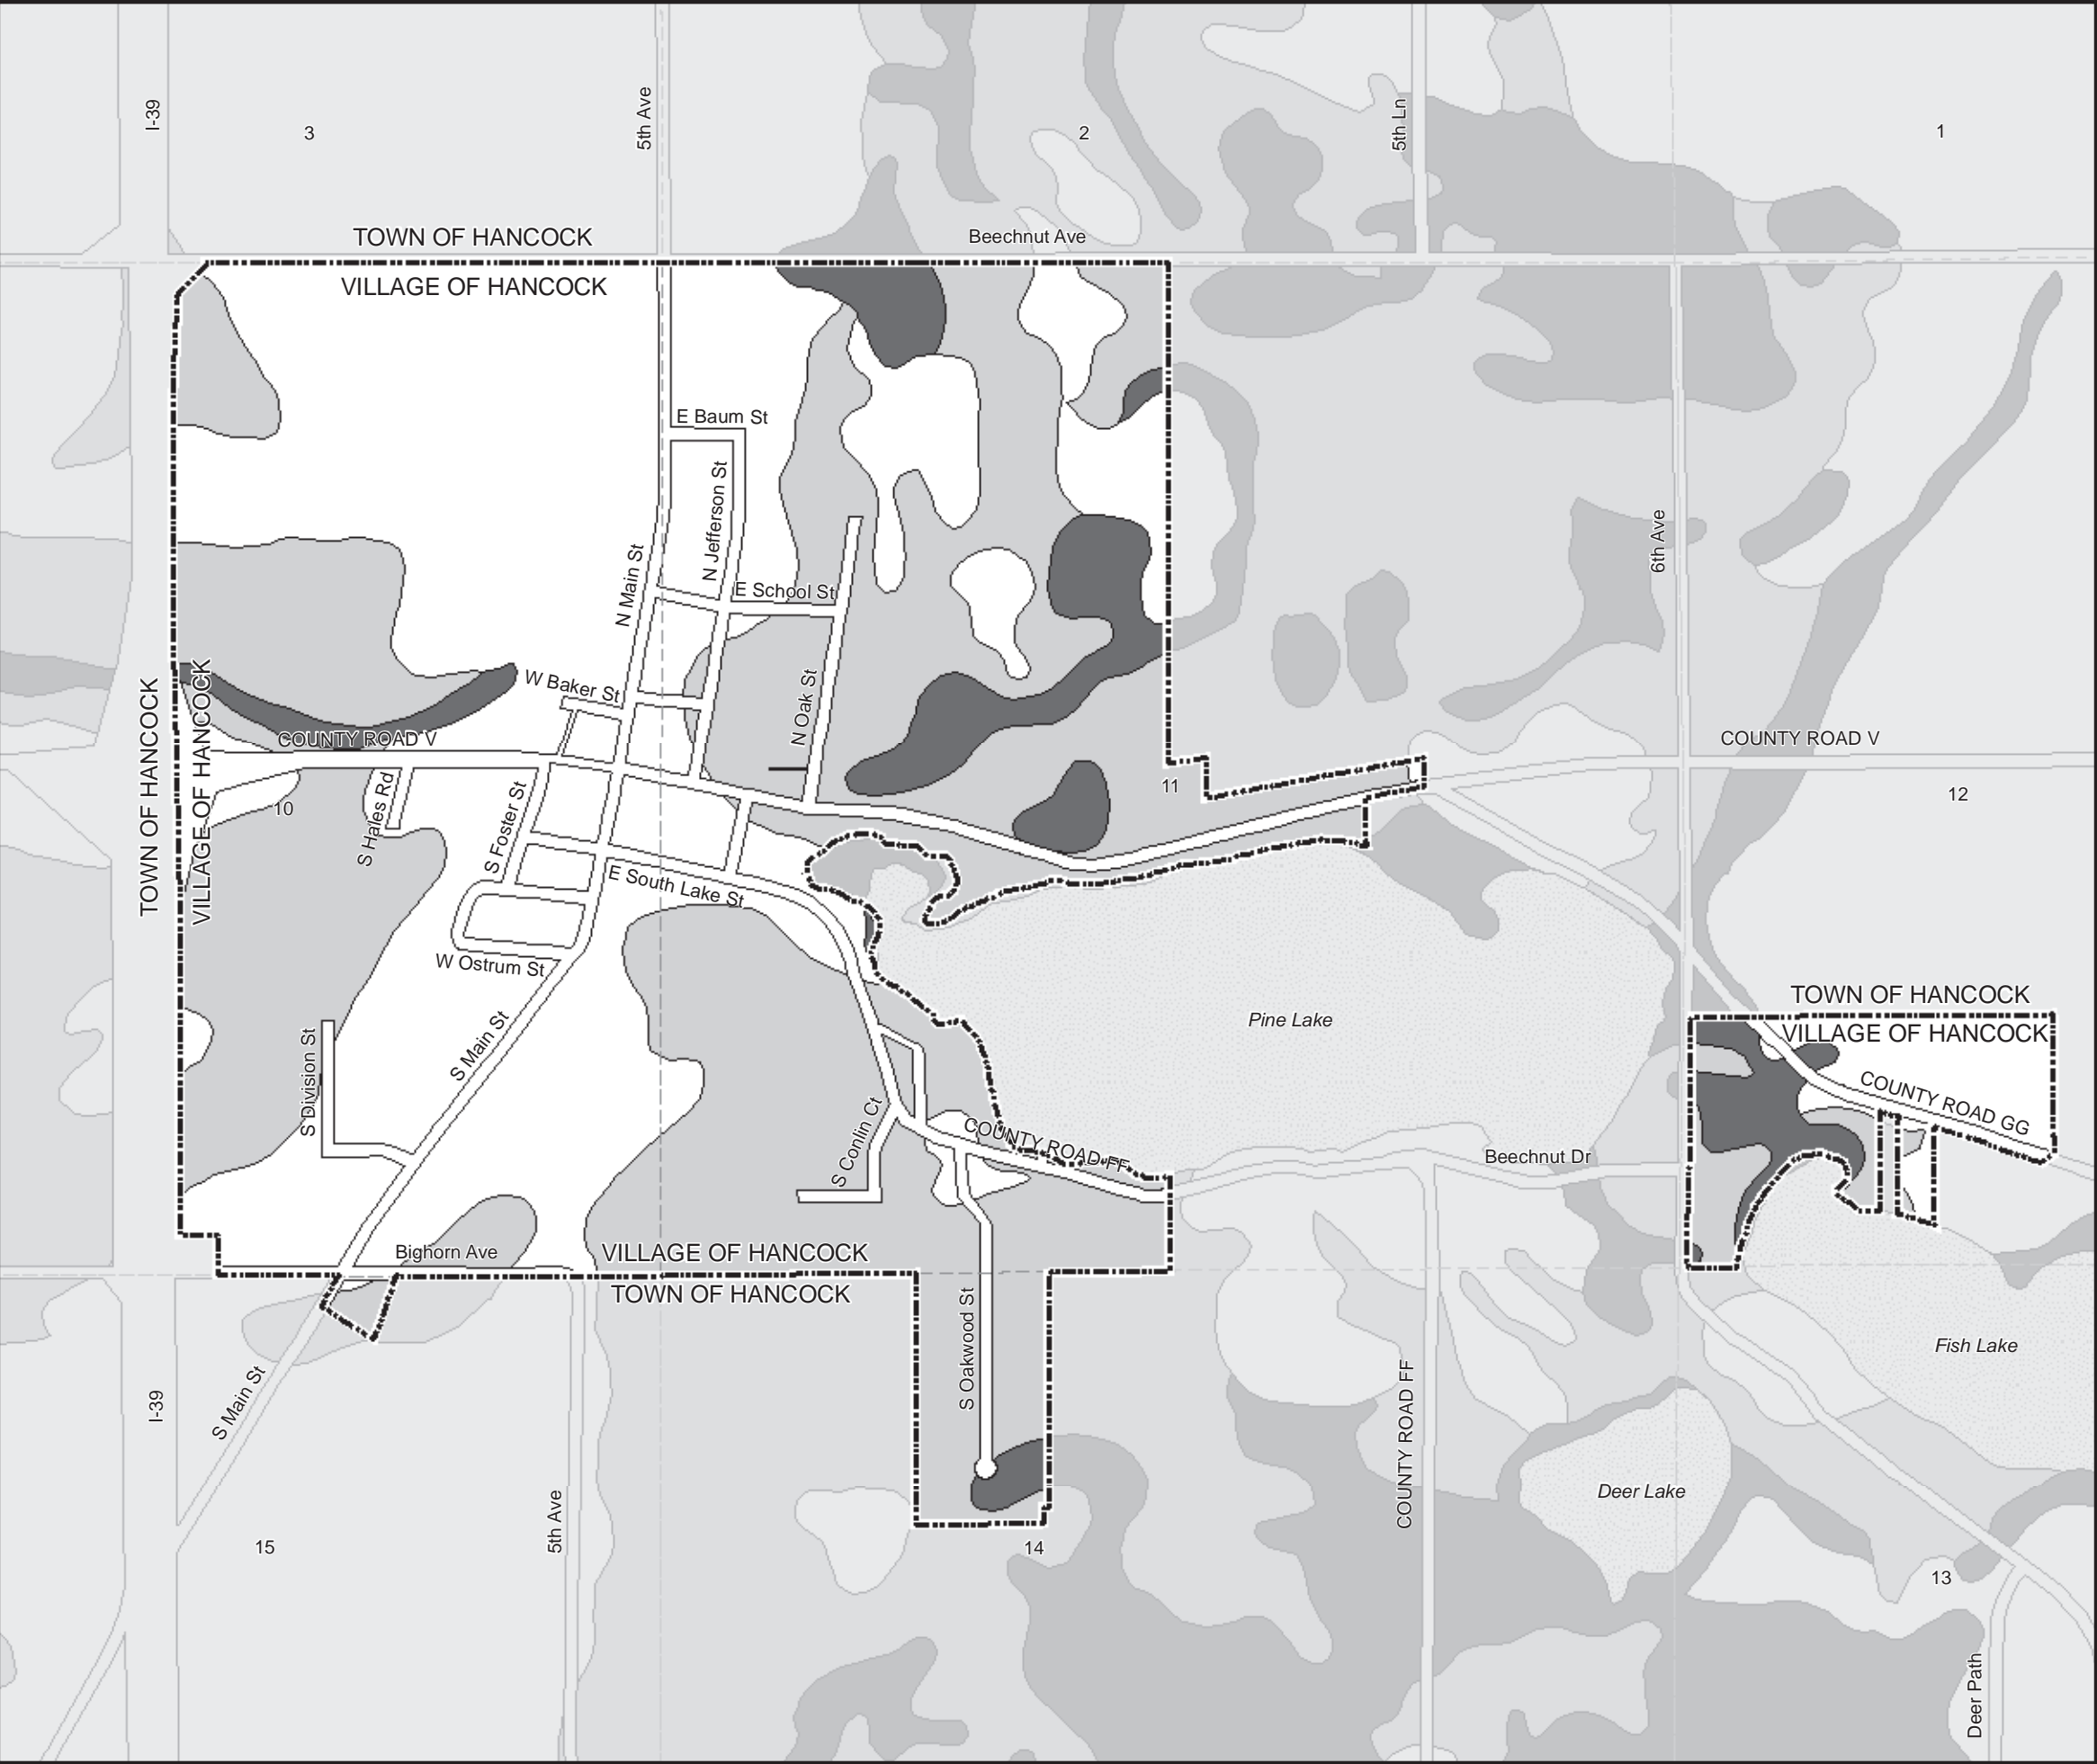 I-39
3
5th Ave
2
5th Ln
1
TOWN OF HANCOCK
Beechnut Ave
VILLAGE OF HANCOCK
E Baum St
N Jefferson St
N Main St
E School St
6th Ave
W Baker St
N Oak St
TOWN OF HANCOCK
VILLAGE OF HANCOCK
COUNTY ROAD V
COUNTY ROAD V
10
S Hales Rd
S Foster St
11
12
E South Lake St
W Ostrum St
TOWN OF HANCOCK
VILLAGE OF HANCOCK
Pine Lake
S Main St
S Division St
COUNTY ROAD GG
S Conlin Ct
COUNTY ROAD FF
Beechnut Dr
Bighorn Ave
VILLAGE OF HANCOCK
TOWN OF HANCOCK
S Oakwood St
Fish Lake
I-39
S Main St
COUNTY ROAD FF
Deer Lake
5th Ave
15
14
13
Deer Path